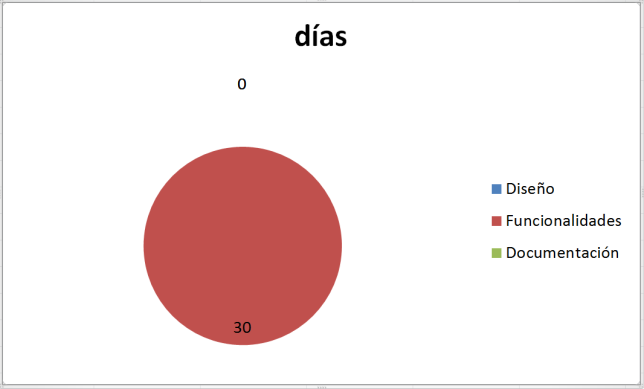 días
0
30
Diseño
Funcionalidades
Documentación